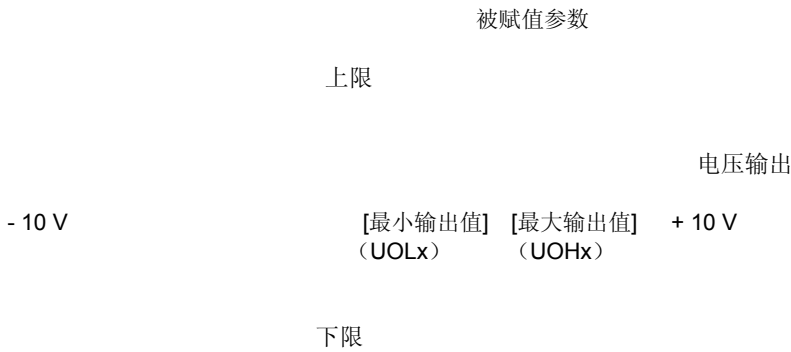 被赋值参数
上限
电压输出
- 10 V [最小输出值] [最大输出值] + 10 V
（UOLx） （UOHx）
下限